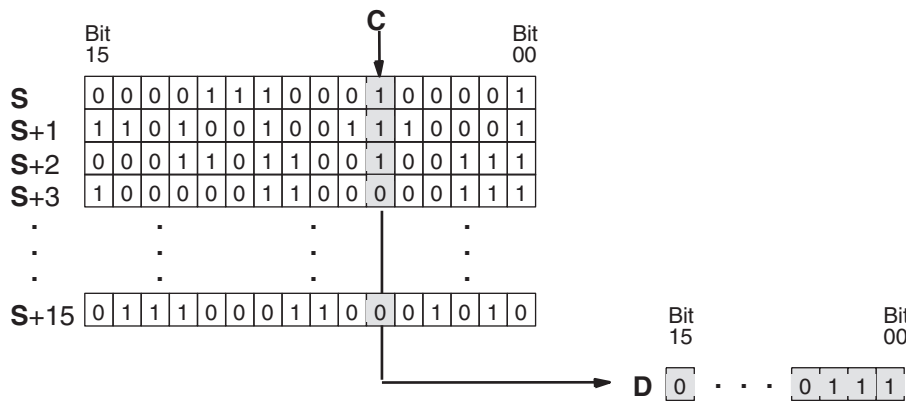 C
Bit 15
Bit 00
S 0 0 0 0 1 1 1 0 0 0 1 0 0 0 0 1
S+1 1 1 0 1 0 0 1 0 0 1 1 1 0 0 0 1
S+2 0 0 0 1 1 0 1 1 0 0 1 0 0 1 1 1
S+3 1 0 0 0 0 0 1 1 0 0 0 0 0 1 1 1
S+15 0 1 1 1 0 0 0 1 1 0 0 0 1 0 1 0
Bit 15
Bit 00
D 0 · · · 0 1 1 1